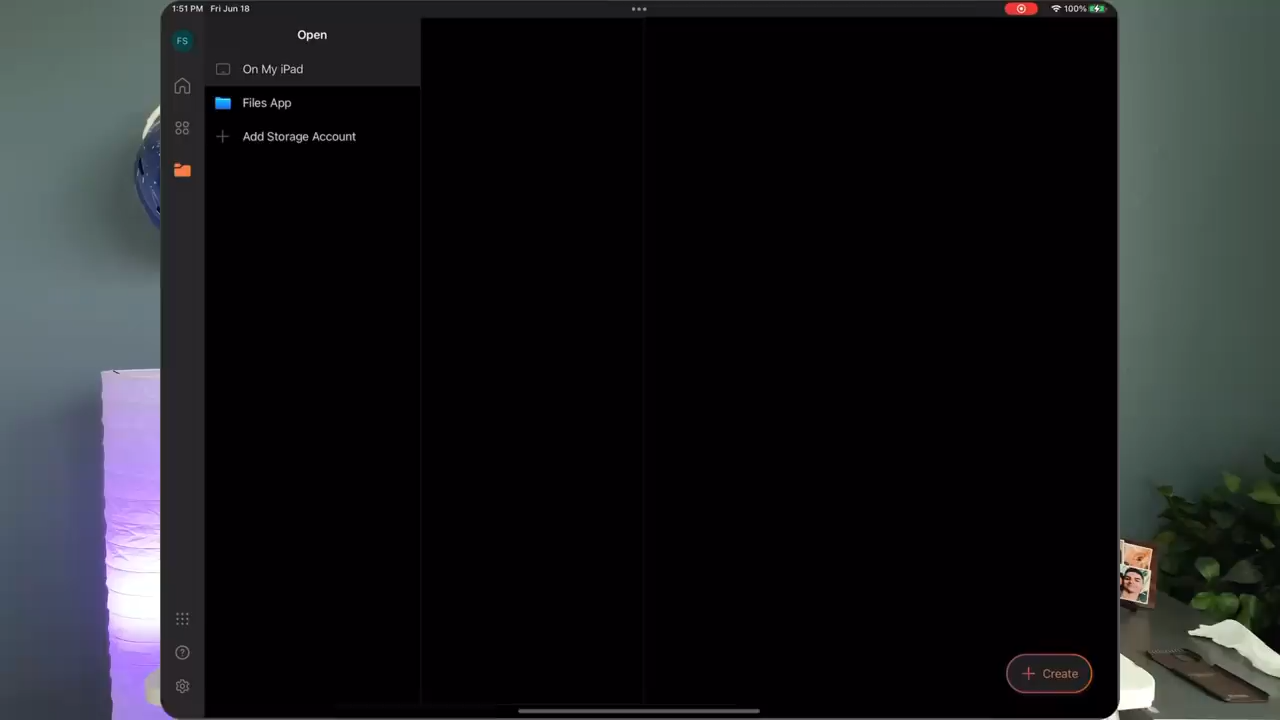 1:51 PM Fri Jun 18
100%
FS
Open
On My iPad
Files App
Add Storage Account
Create